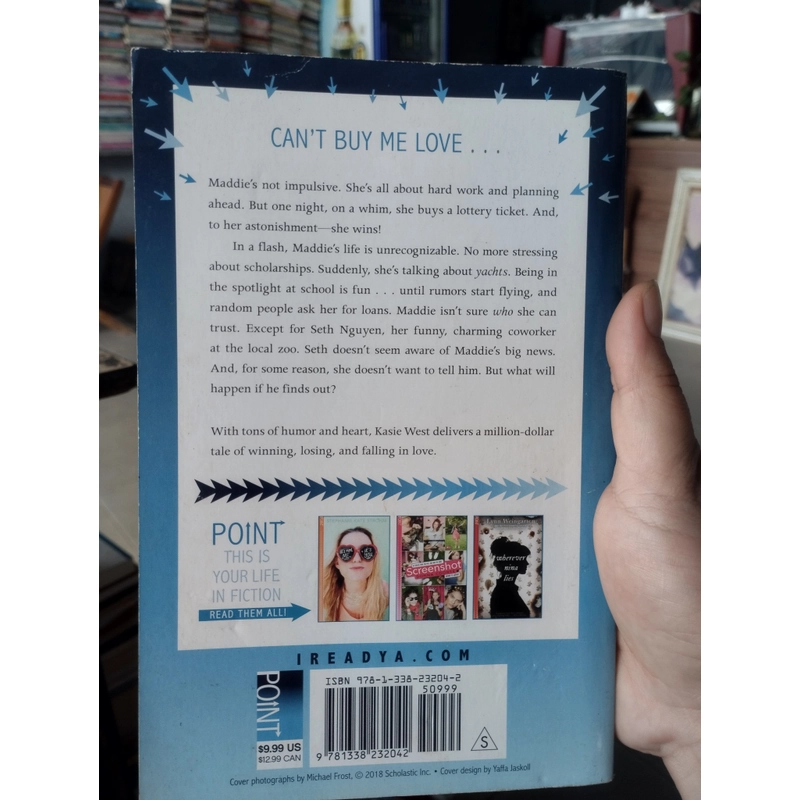 CAN'T BUY ME LOVE . . .
Maddie's not impulsive. She's all about hard work and planning
ahead. But one night, on a whim, she buys a lottery ticket. And,
to her astonishment—she wins!
In a flash, Maddie's life is unrecognizable. No more stressing
about scholarships. Suddenly, she's talking about yachts. Being in
the spotlight at school is fun . . . until rumors start flying, and
random people ask her for loans. Maddie isn't sure who she can
trust. Except for Seth Nguyen, her funny, charming coworker
at the local zoo. Seth doesn't seem aware of Maddie's big news.
And, for some reason, she doesn't want to tell him. But what will
happen if he finds out?
With tons of humor and heart, Kasie West delivers a million-dollar
tale of winning, losing, and falling in love.
POINT
THIS IS
YOUR LIFE
IN FICTION
READ THEM ALL!
Screenshot
Lynn Weingarten
wherever
nina
lies
IREADYA.COM
POINT
$9.99 US
$12.99 CAN
ISBN 978-1-338-23204-2
50999
9 781338 232042
S
Cover photographs by Michael Frost, © 2018 Scholastic Inc. • Cover design by Yaffa Jaskoll